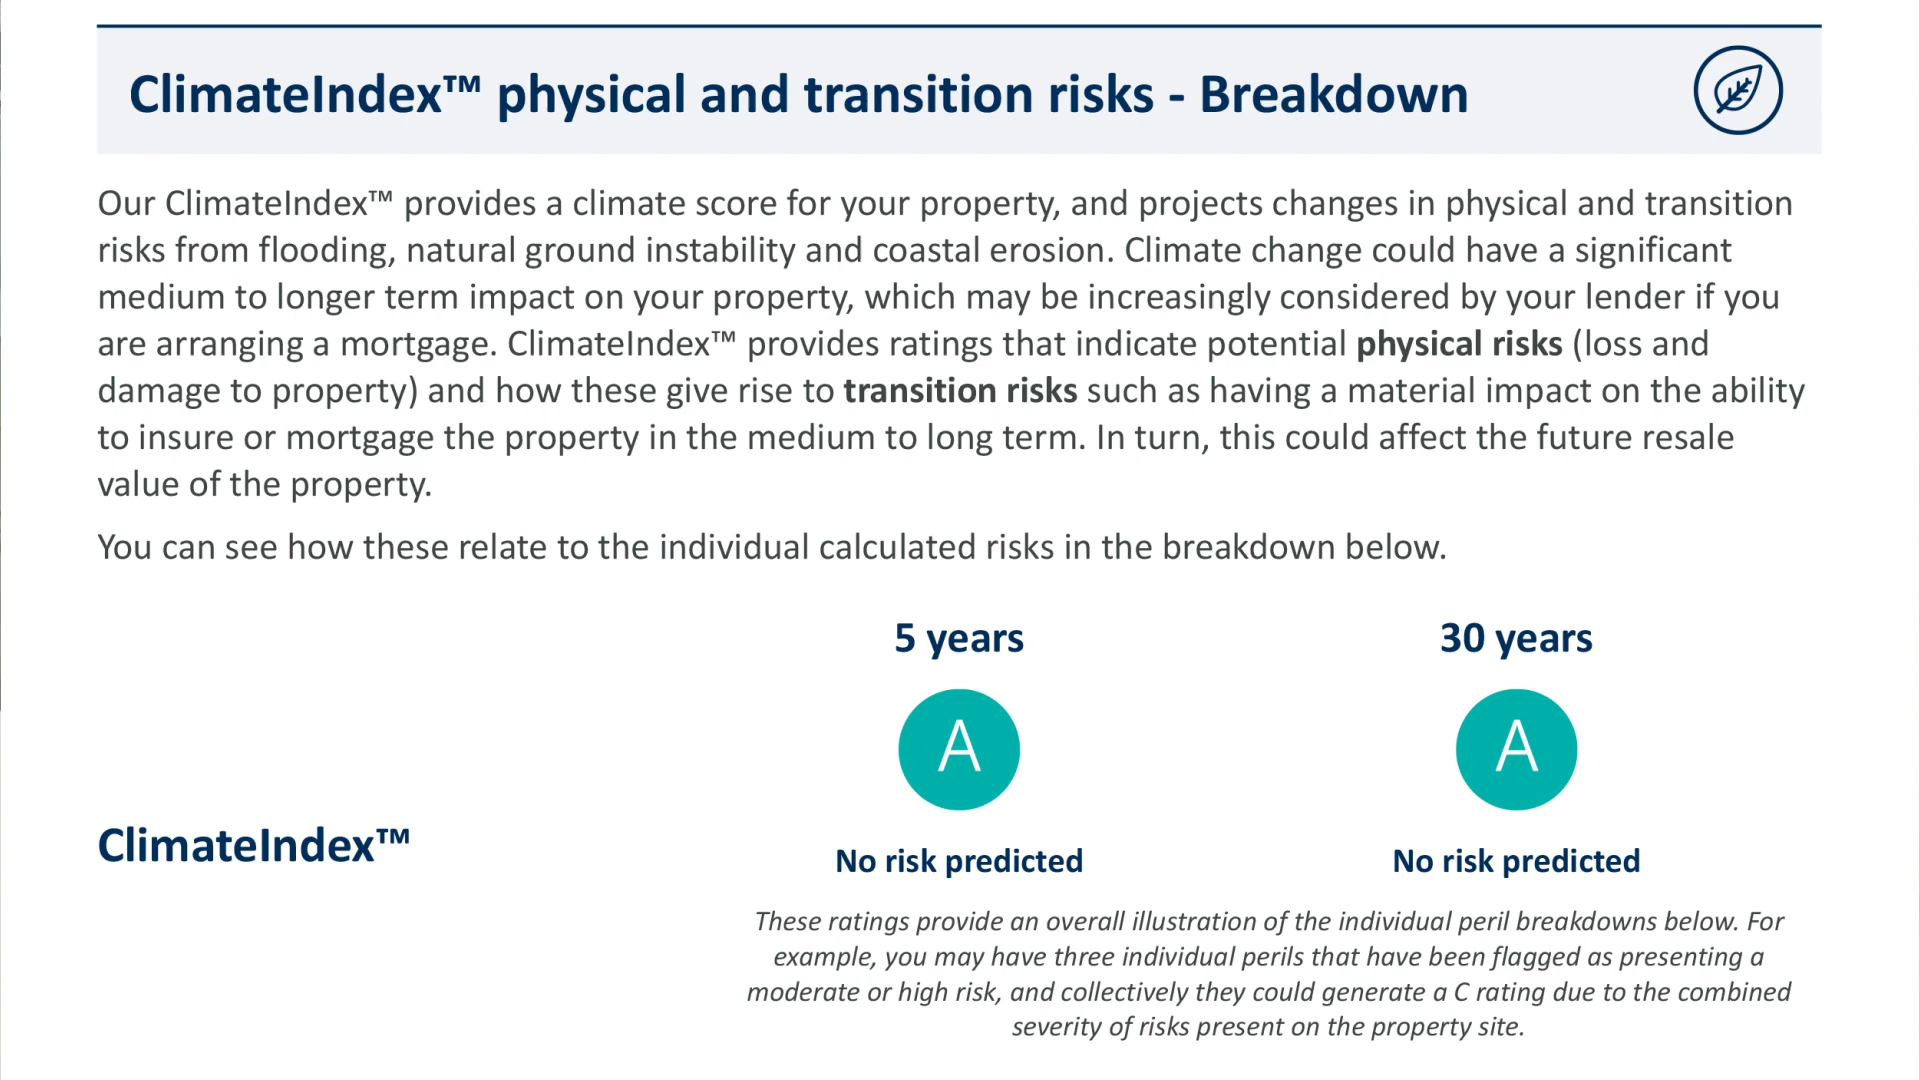 ClimateIndex™ physical and transition risks - Breakdown
Our ClimateIndex™ provides a climate score for your property, and projects changes in physical and transition
risks from flooding, natural ground instability and coastal erosion. Climate change could have a significant
medium to longer term impact on your property, which may be increasingly considered by your lender if you
are arranging a mortgage. ClimateIndex™ provides ratings that indicate potential physical risks (loss and
damage to property) and how these give rise to transition risks such as having a material impact on the ability
to insure or mortgage the property in the medium to long term. In turn, this could affect the future resale
value of the property.
You can see how these relate to the individual calculated risks in the breakdown below.
5 years
30 years
A
A
ClimateIndex™
No risk predicted
No risk predicted
These ratings provide an overall illustration of the individual peril breakdowns below. For
example, you may have three individual perils that have been flagged as presenting a
moderate or high risk, and collectively they could generate a C rating due to the combined
severity of risks present on the property site.